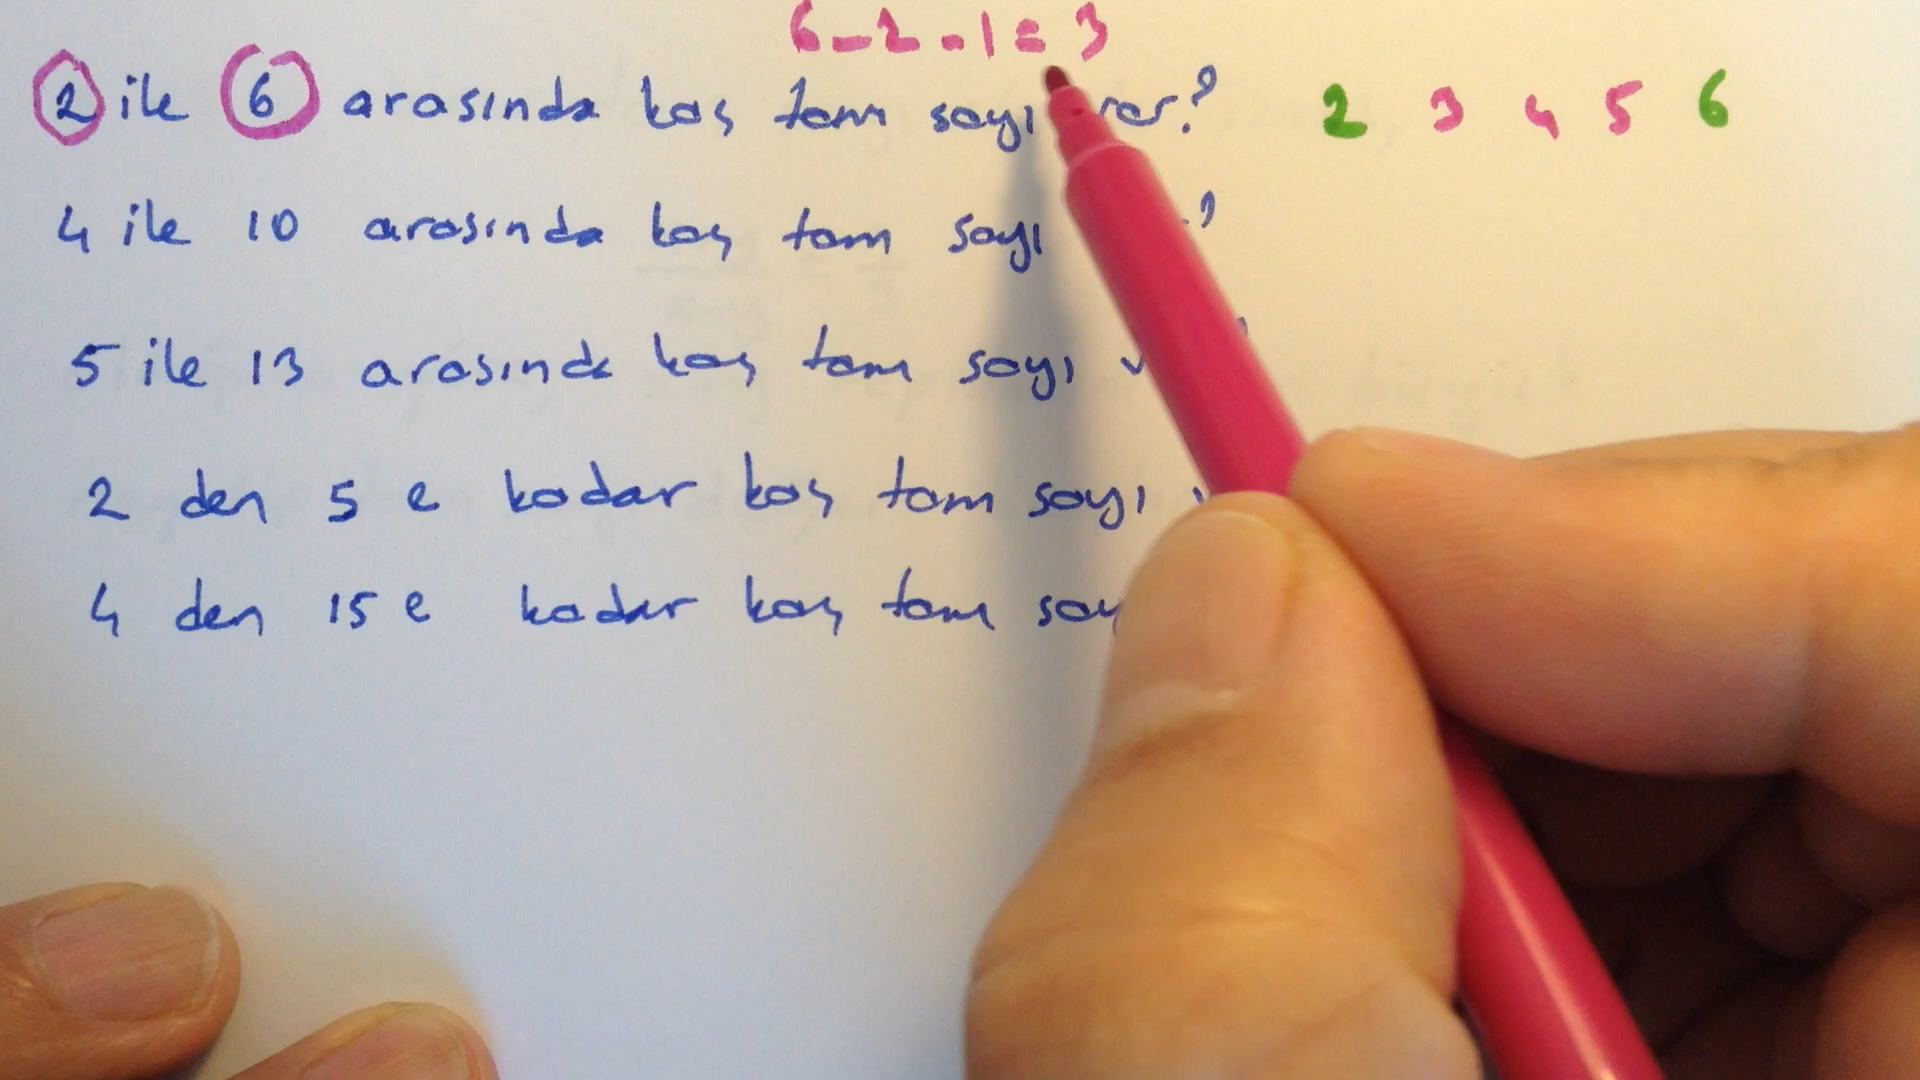 6-2-1=3
2 ile 6 arasında kaç tam sayı var? 2 3 4 5 6
4 ile 10 arasında kaç tam sayı ?
5 ile 13 arasında kaç tam sayı
2 den 5 e kadar kaç tam sayı
4 den 15 e kadar kaç tam